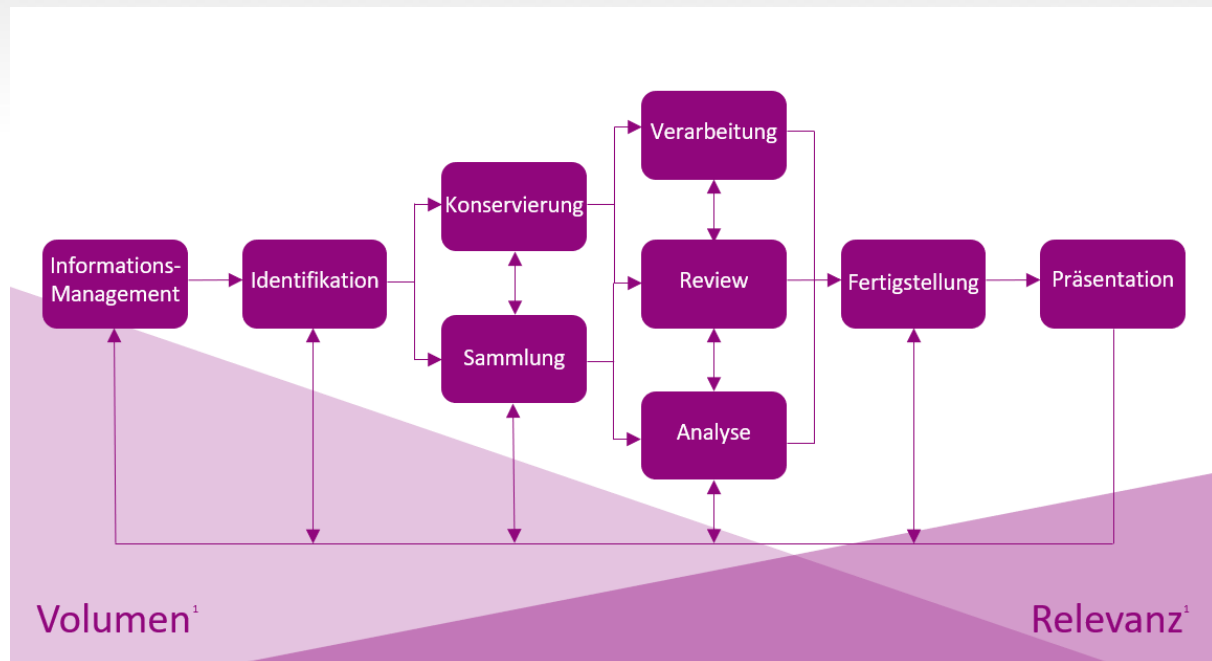 Informations-
Management
Identifikation
Konservierung
Sammlung
Verarbeitung
Review
Analyse
Fertigstellung
Präsentation
Volumen¹
Relevanz¹